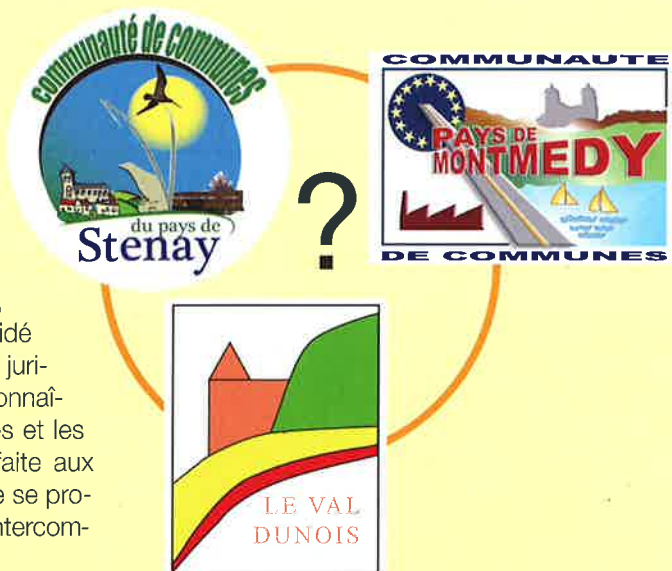 communauté de communes
du pays de
Stenay
COMMUNAUTE
PAYS DE
MONTMEDY
DE COMMUNES
?
idé
juri-
onnaî-
s et les
faite aux
e se pro-
ntercom-
LE VAL
DUNOIS